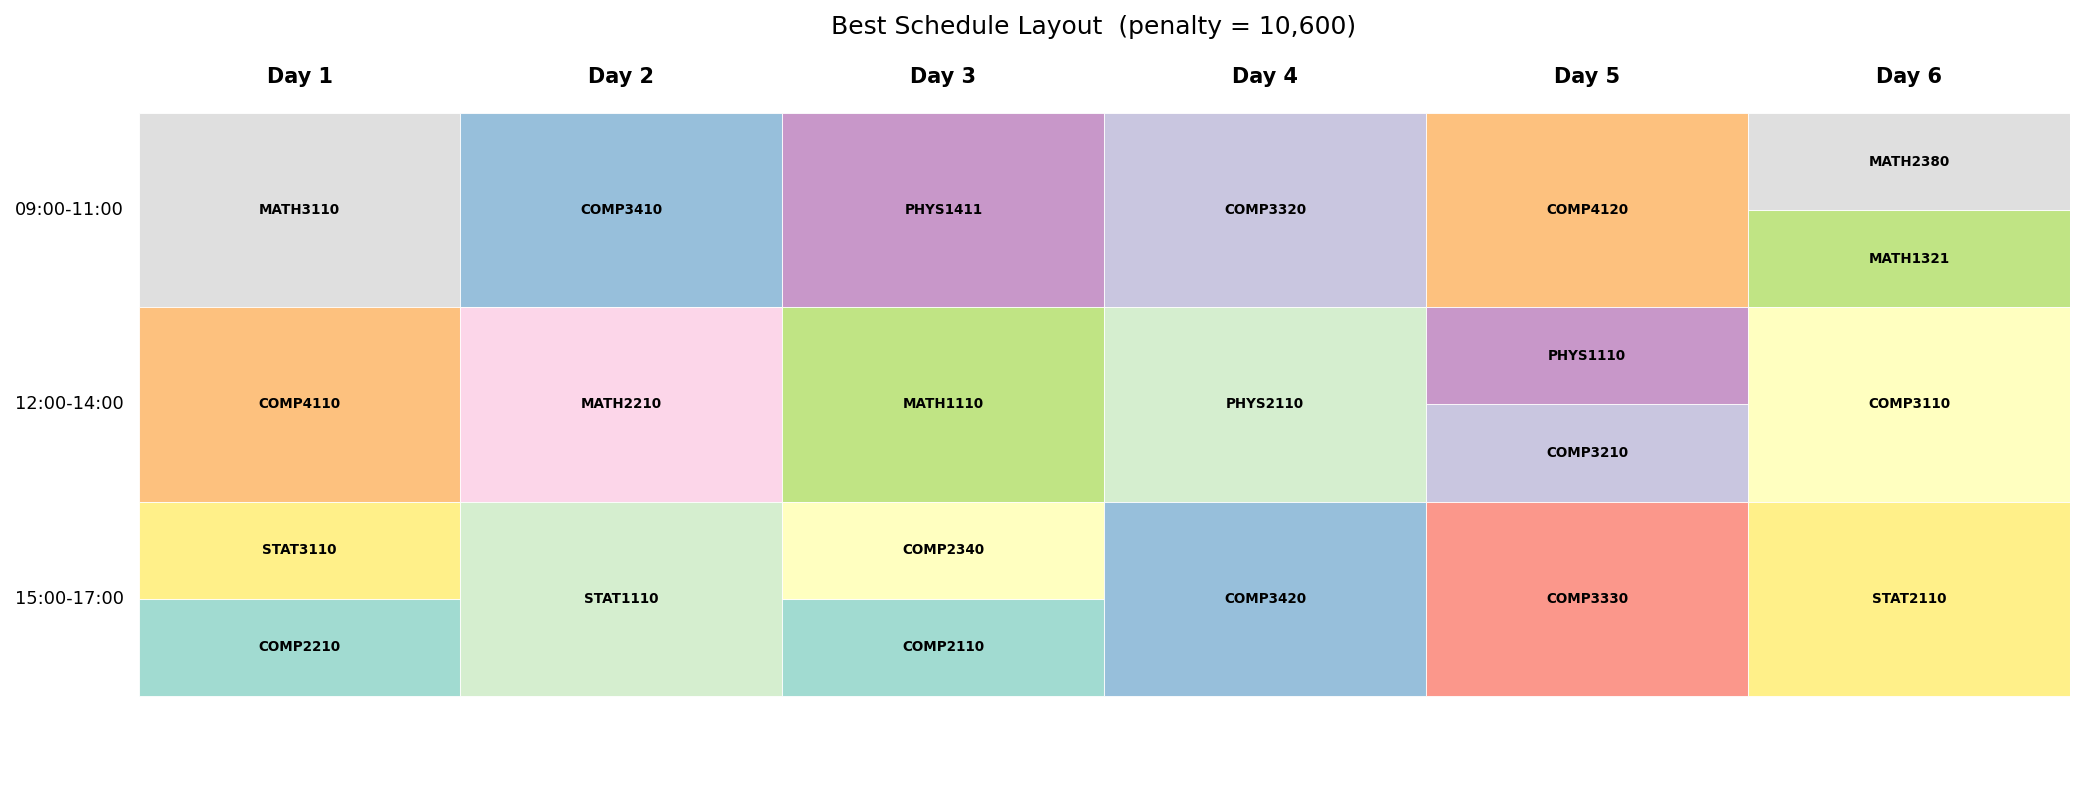 Best Schedule Layout  (penalty = 10,600)
Day 1 Day 2 Day 3 Day 4 Day 5 Day 6
MATH2380
09:00-11:00 MATH3110 COMP3410 PHYS1411 COMP3320 COMP4120
MATH1321
PHYS1110
12:00-14:00 COMP4110 MATH2210 MATH1110 PHYS2110 COMP3110
COMP3210
STAT3110 COMP2340
15:00-17:00 STAT1110 COMP3420 COMP3330 STAT2110
COMP2210 COMP2110